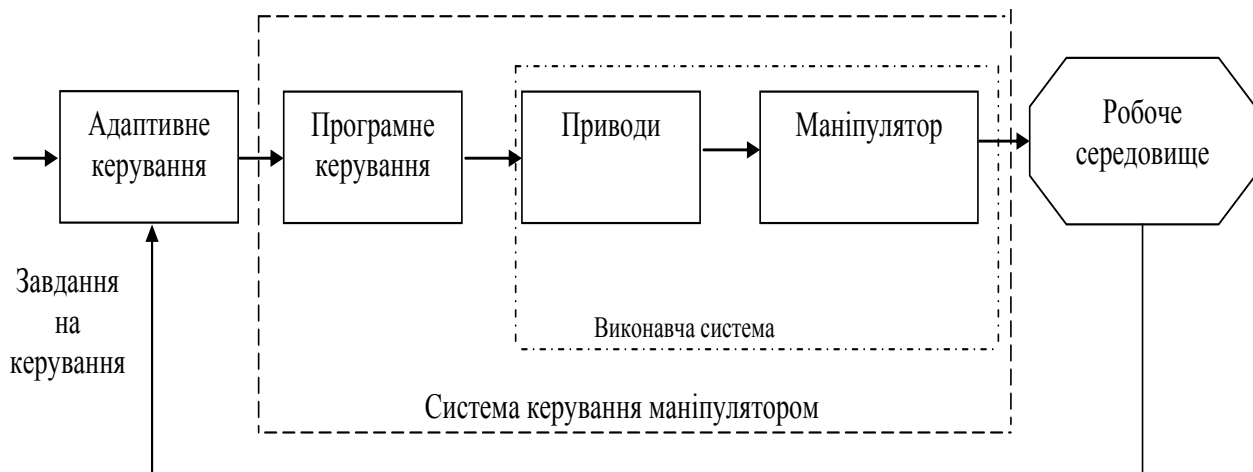 Адаптивне
керування
Програмне
керування
Приводи
Маніпулятор
Робоче
середовище
Завдання
на
керування
Виконавча система
Система керування маніпулятором